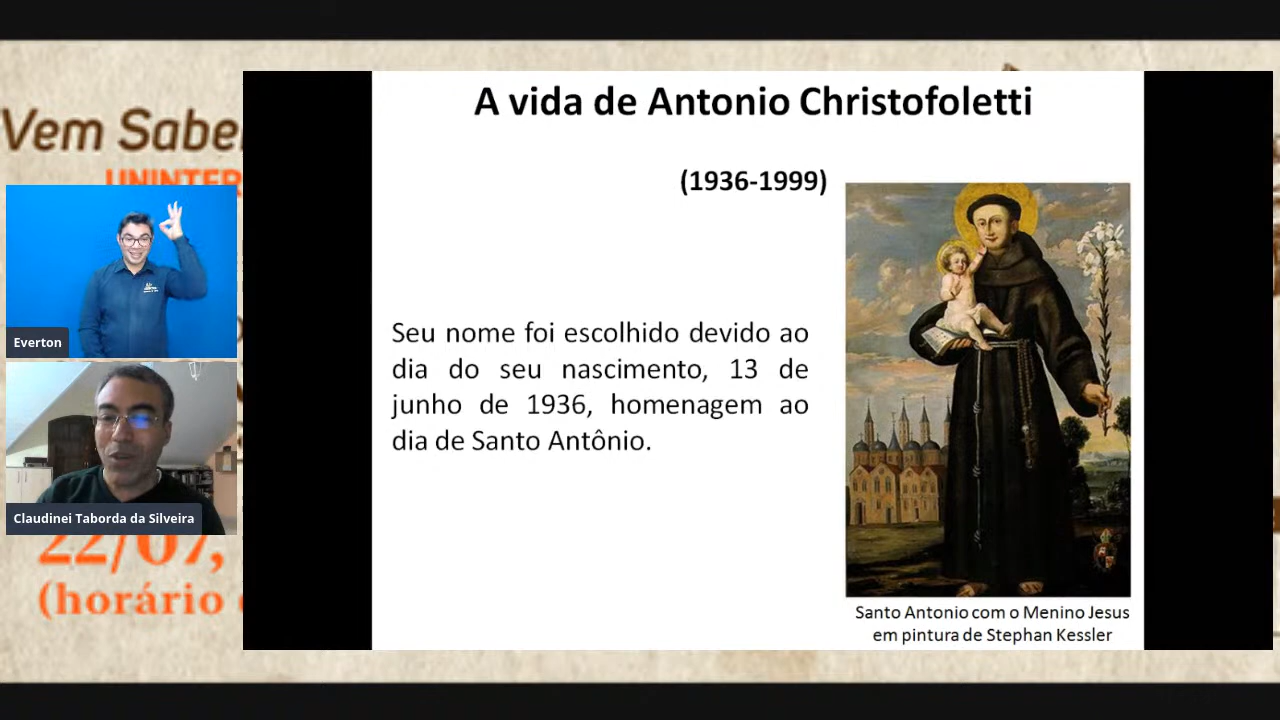 A vida de Antonio Christofoletti
(1936-1999)
Seu nome foi escolhido devido ao
dia do seu nascimento, 13 de
junho de 1936, homenagem ao
dia de Santo Antônio.
Santo Antonio com o Menino Jesus
em pintura de Stephan Kessler
Vem Sabe
UNINTER
Everton
Claudinei Taborda da Silveira
22/07,
(horário